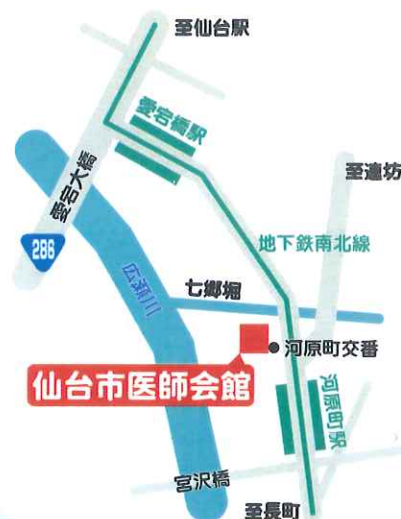 至仙台駅
愛宕橋駅
至連坊
愛宕大橋
286
地下鉄南北線
広瀬川
七郷堀
河原町交番
仙台市医師会館
河原町駅
宮沢橋
至長町